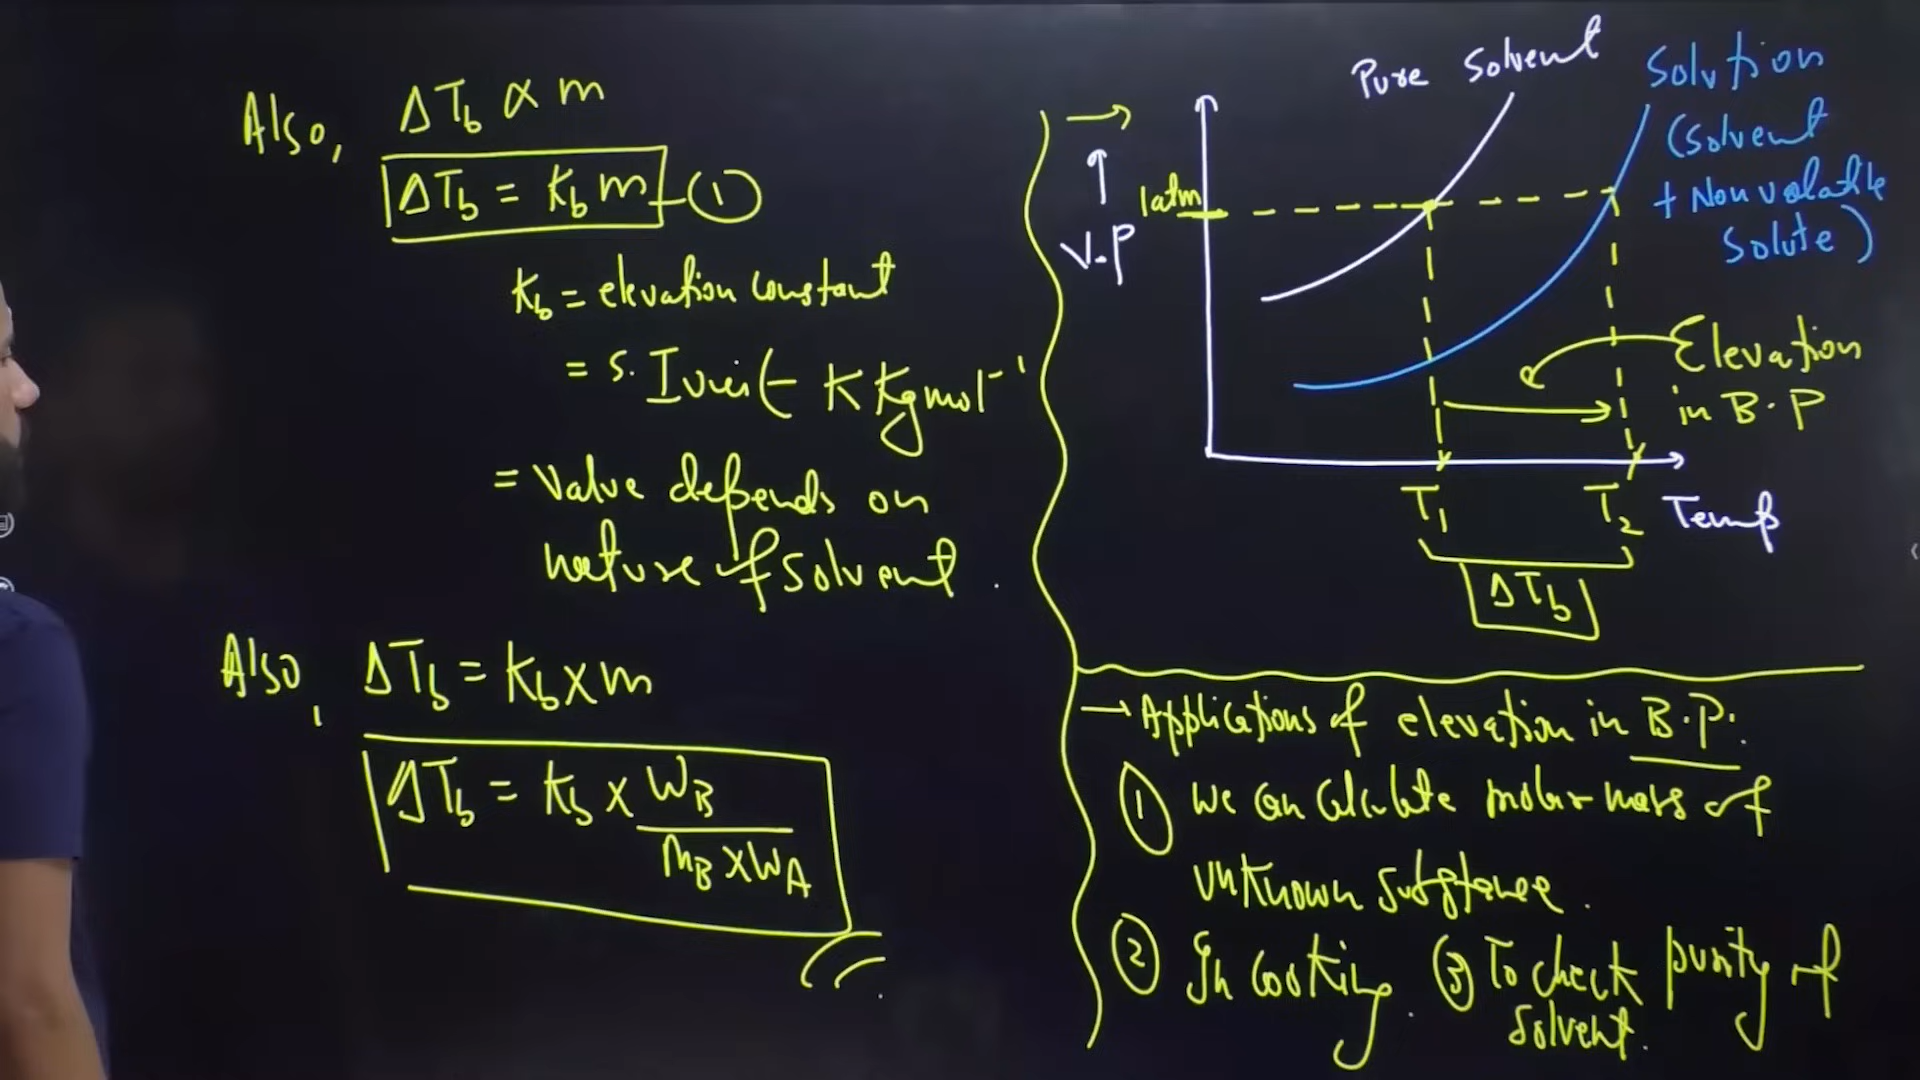 Also, ΔTb ∝ m
ΔTb = Kb m —①
Kb = elevation constant
= S.I unit K Kg mol⁻¹
= Value depends on
nature of solvent.
Also, ΔTb = Kb x m
ΔTb = Kb x WB / MB x WA
→
Pure Solvent
Solution
(Solvent
+ Nonvolatile
Solute)
1atm
↑
V.P
Elevation
in B.P
T1 T2 Temp
ΔTb
→ Applications of elevation in B.P.
① We can calculate molar mass of
unknown substance.
② In cooking. ③ To check purity of
solvent.